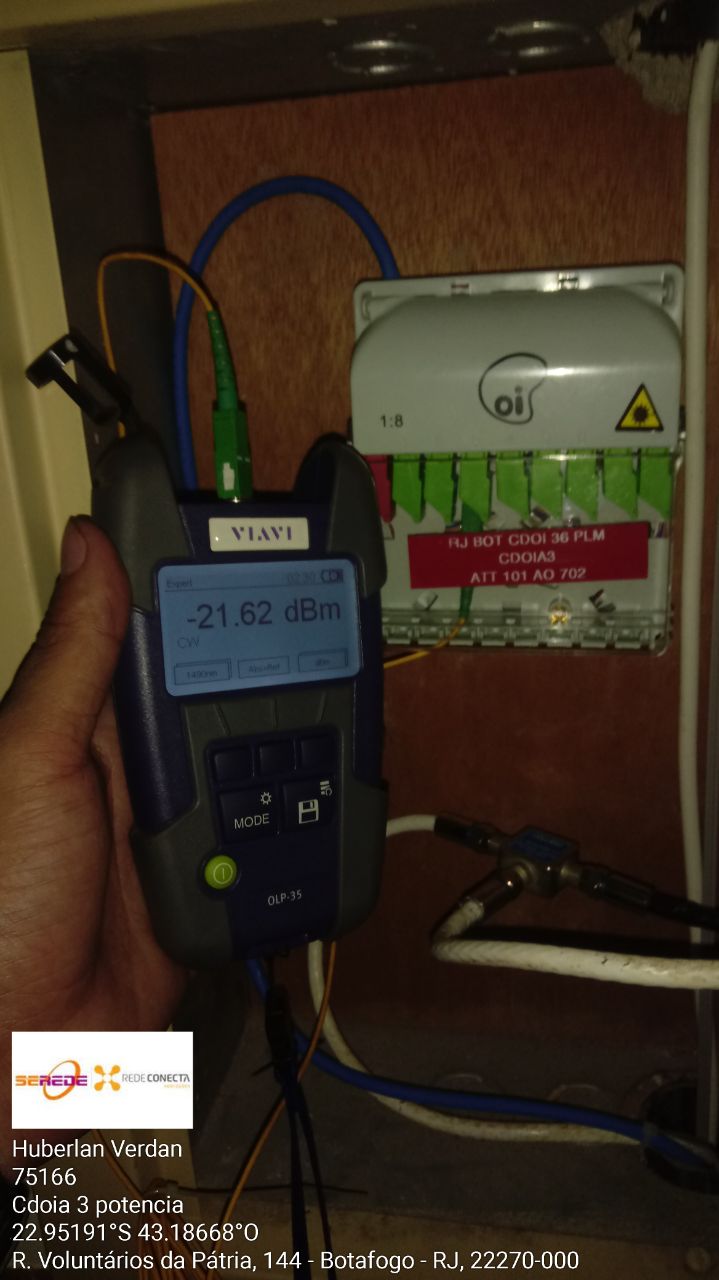 oi
1:8
VIAVI
RJ BOT CDOI 36 PLM
CDOIA3
ATT 101 AO 702
Expert 02:30
-21.62 dBm
CW
1490nm Abs->Ref dBm
MODE
OLP-35
SEREDE REDE CONECTA
Huberlan Verdan
75166
Cdoia 3 potencia
22.95191°S 43.18668°O
R. Voluntários da Pátria, 144 - Botafogo - RJ, 22270-000